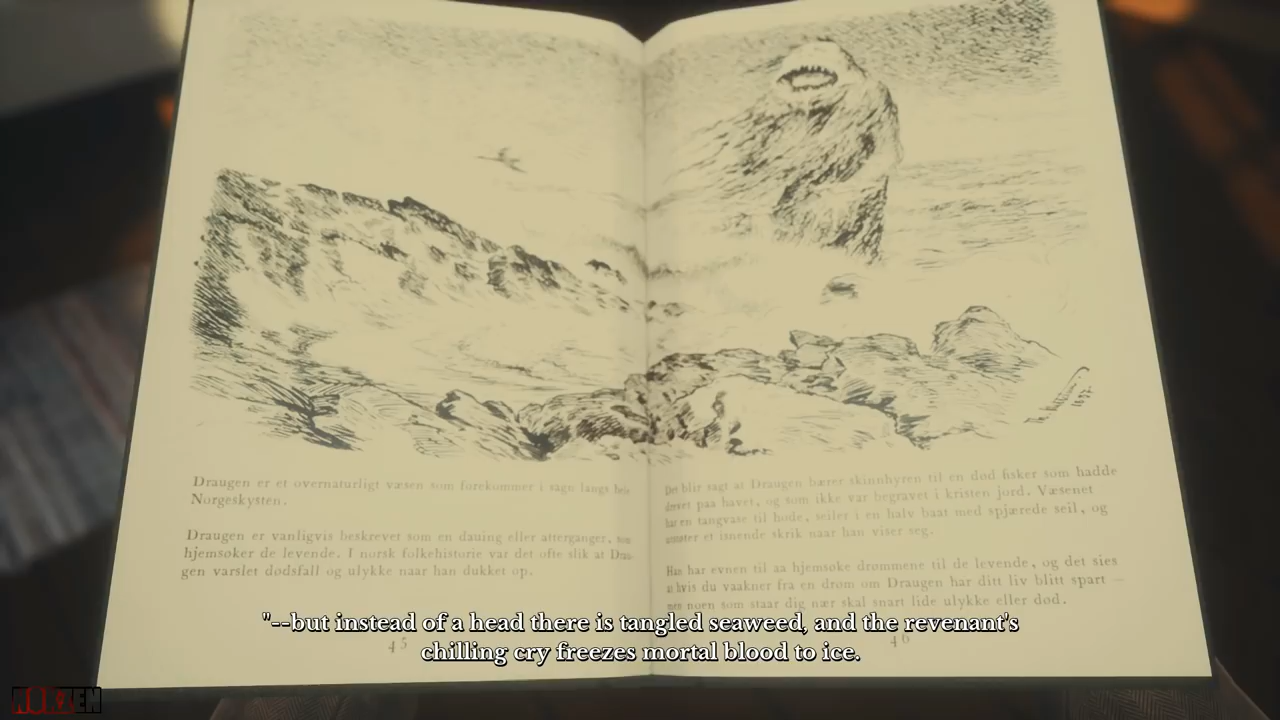 Draugen er et overnaturligt væsen som forekommer i sagn langs hele
Norgeskysten.
Draugen er vanligvis beskrevet som en dauing eller atterganger, som
hjemsøker de levende. I norsk folkehistorie var det ofte slik at Drau-
gen varslet dødsfall og ulykke naar han dukket op.
45
Det blir sagt at Draugen bærer skinnhyren til en død fisker som hadde
drevet paa havet, og som ikke var begravet i kristen jord. Væsenet
har en tangvase til hode, seiler i en halv baat med spjærede seil, og
et isnende skrik naar han viser seg.
Han har evnen til aa hjemsøke drømmene til de levende, og det sies
at hvis du vaakner fra en drøm om Draugen har ditt liv blitt spart —
men noen som staar dig nær skal snart lide ulykke eller død.
46
"--but instead of a head there is tangled seaweed, and the revenant's
chilling cry freezes mortal blood to ice.
NORZEN